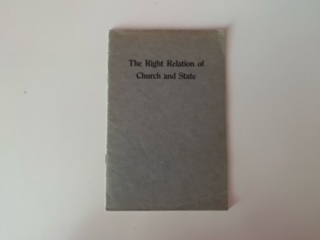 The Right Relation of
Church and State